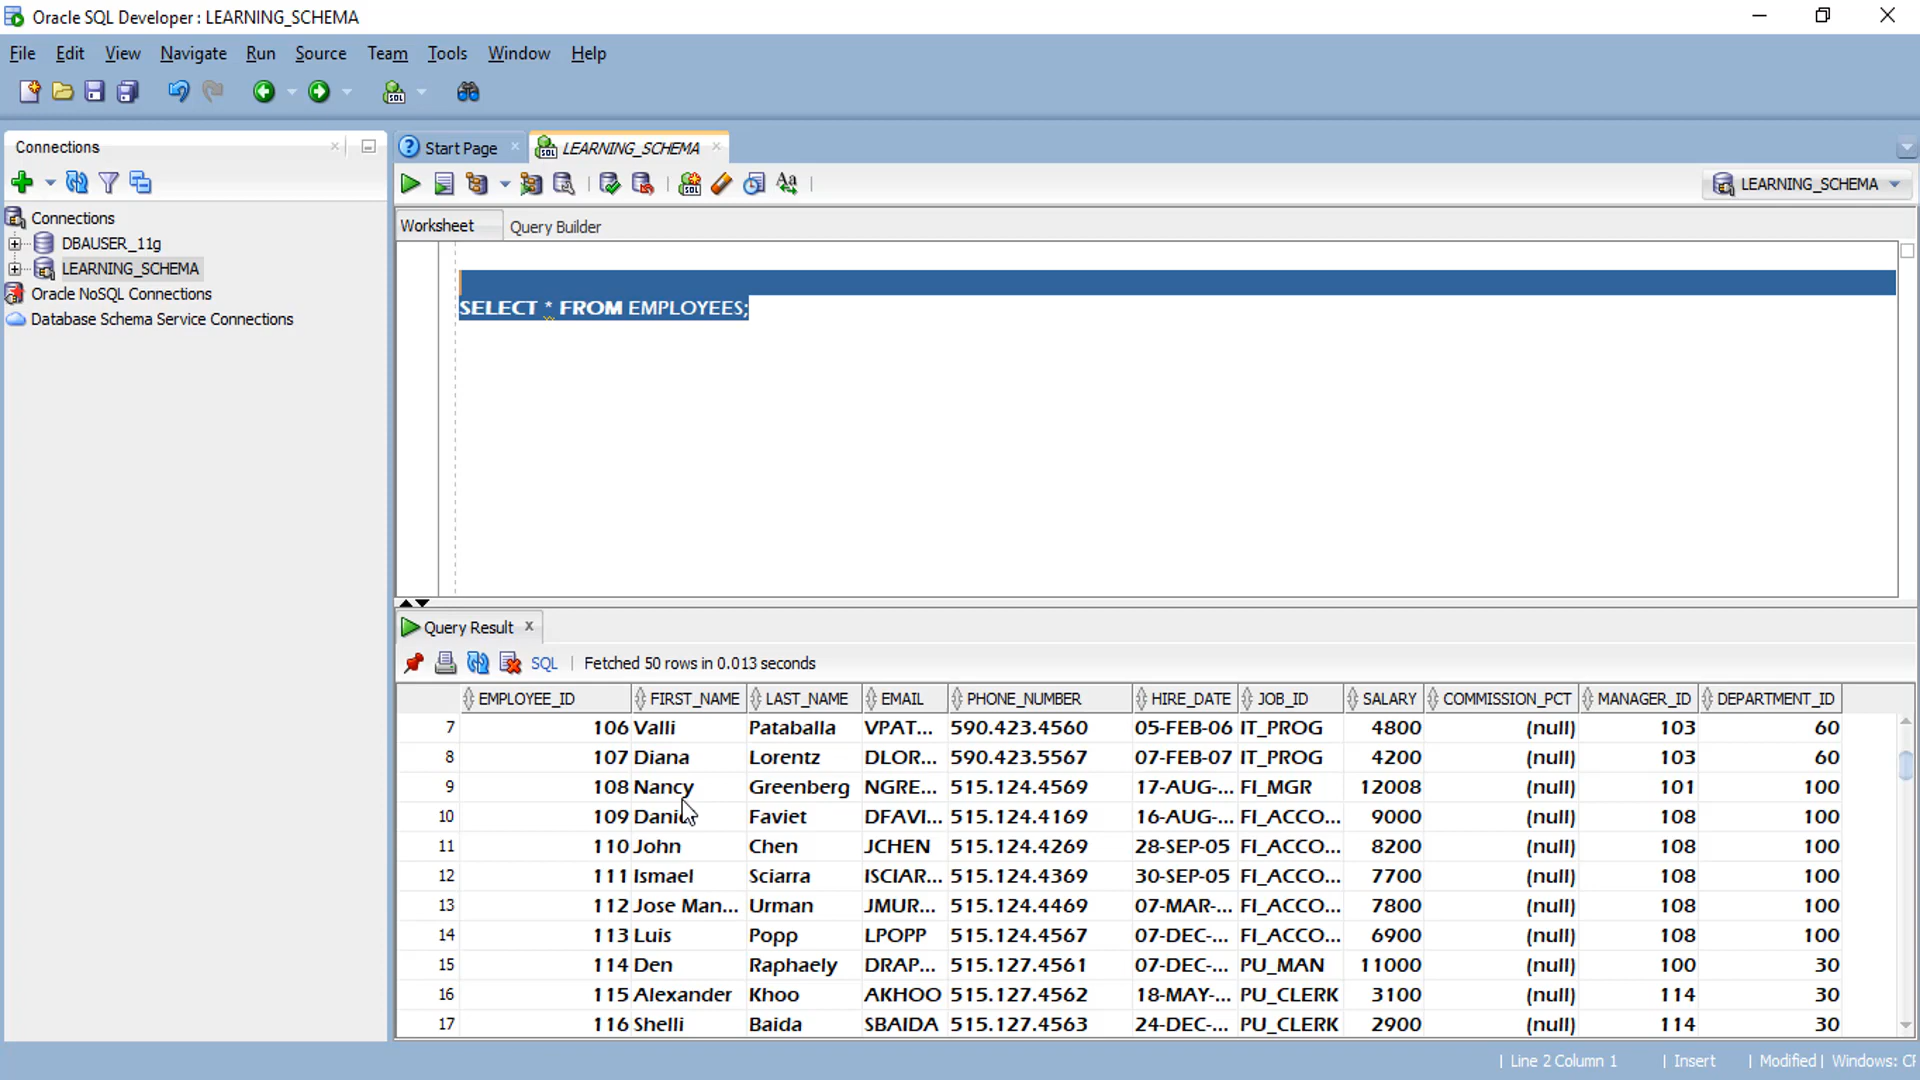 Oracle SQL Developer : LEARNING_SCHEMA
File Edit View Navigate Run Source Team Tools Window Help
Connections
Start Page
LEARNING_SCHEMA
LEARNING_SCHEMA
Connections
DBAUSER_11g
LEARNING_SCHEMA
Oracle NoSQL Connections
Database Schema Service Connections
Worksheet Query Builder
SELECT * FROM EMPLOYEES;
Query Result
SQL | Fetched 50 rows in 0.013 seconds
EMPLOYEE_ID FIRST_NAME LAST_NAME EMAIL PHONE_NUMBER HIRE_DATE JOB_ID SALARY COMMISSION_PCT MANAGER_ID DEPARTMENT_ID
7 106 Valli Pataballa VPAT... 590.423.4560 05-FEB-06 IT_PROG 4800 (null) 103 60
8 107 Diana Lorentz DLOR... 590.423.5567 07-FEB-07 IT_PROG 4200 (null) 103 60
9 108 Nancy Greenberg NGRE... 515.124.4569 17-AUG-... FI_MGR 12008 (null) 101 100
10 109 Faviet DFAVI... 515.124.4169 16-AUG-... FI_ACCO... 9000 (null) 108 100
11 110 John Chen JCHEN 515.124.4269 28-SEP-05 FI_ACCO... 8200 (null) 108 100
12 111 Ismael Sciarra ISCIAR... 515.124.4369 30-SEP-05 FI_ACCO... 7700 (null) 108 100
13 112 Jose Man... Urman JMUR... 515.124.4469 07-MAR-... FI_ACCO... 7800 (null) 108 100
14 113 Luis Popp LPOPP 515.124.4567 07-DEC-... FI_ACCO... 6900 (null) 108 100
15 114 Den Raphaely DRAP... 515.127.4561 07-DEC-... PU_MAN 11000 (null) 100 30
16 115 Alexander Khoo AKHOO 515.127.4562 18-MAY-... PU_CLERK 3100 (null) 114 30
17 116 Shelli Baida SBAIDA 515.127.4563 24-DEC-... PU_CLERK 2900 (null) 114 30
| Line 2 Column 1 | Insert | Modified | Windows: